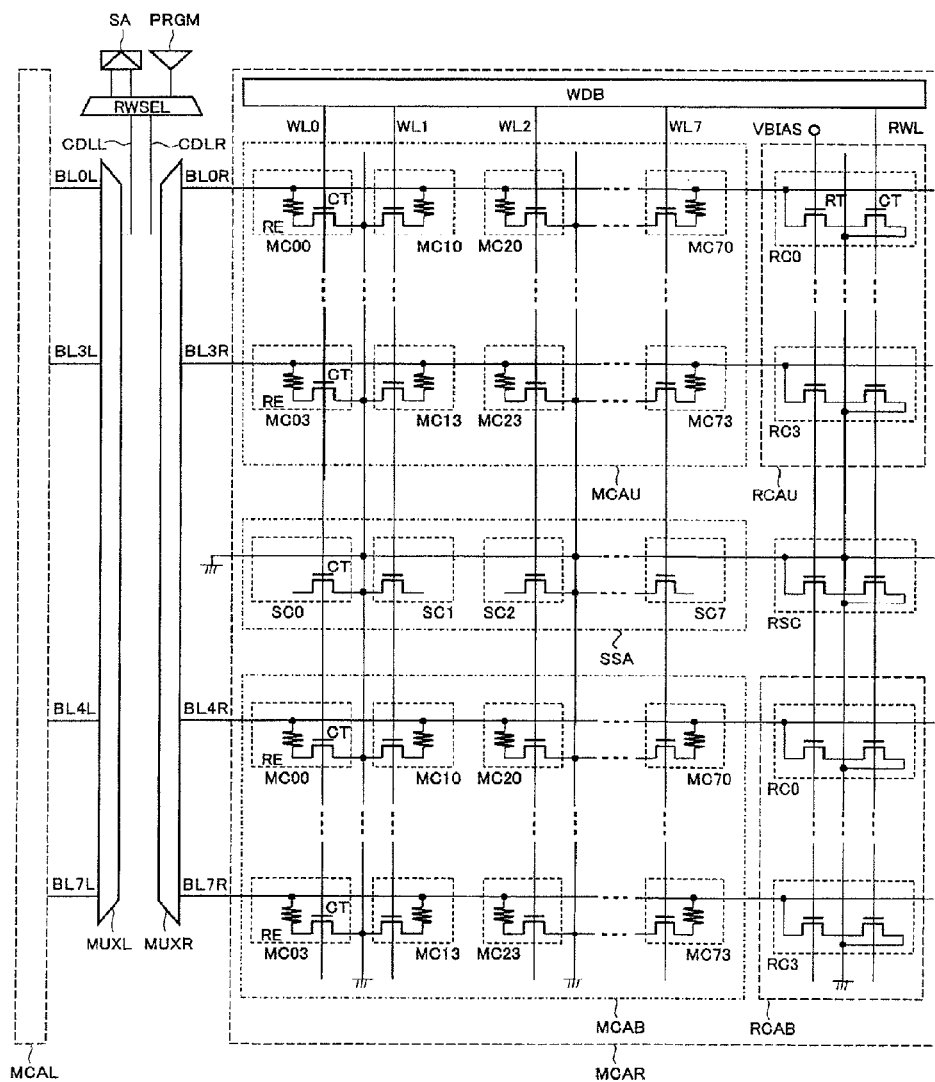 SA PRGM
RWSEL
WDB
CDLL CDLR
WL0 WL1 WL2 WL7 VBIAS RWL
BL0L BL0R
CT RT CT
RE
MC00 MC10 MC20 MC70 RC0
BL3L BL3R
CT
RE
MC03 MC13 MC23 MC73 RC3
MCAU RCAU
CT
SC0 SC1 SC2 SC7 RSC
SSA
BL4L BL4R
CT
RE
MC00 MC10 MC20 MC70 RC0
BL7L BL7R
CT
RE
MUXL MUXR MC03 MC13 MC23 MC73 RC3
MCAB RCAB
MCAL MCAR